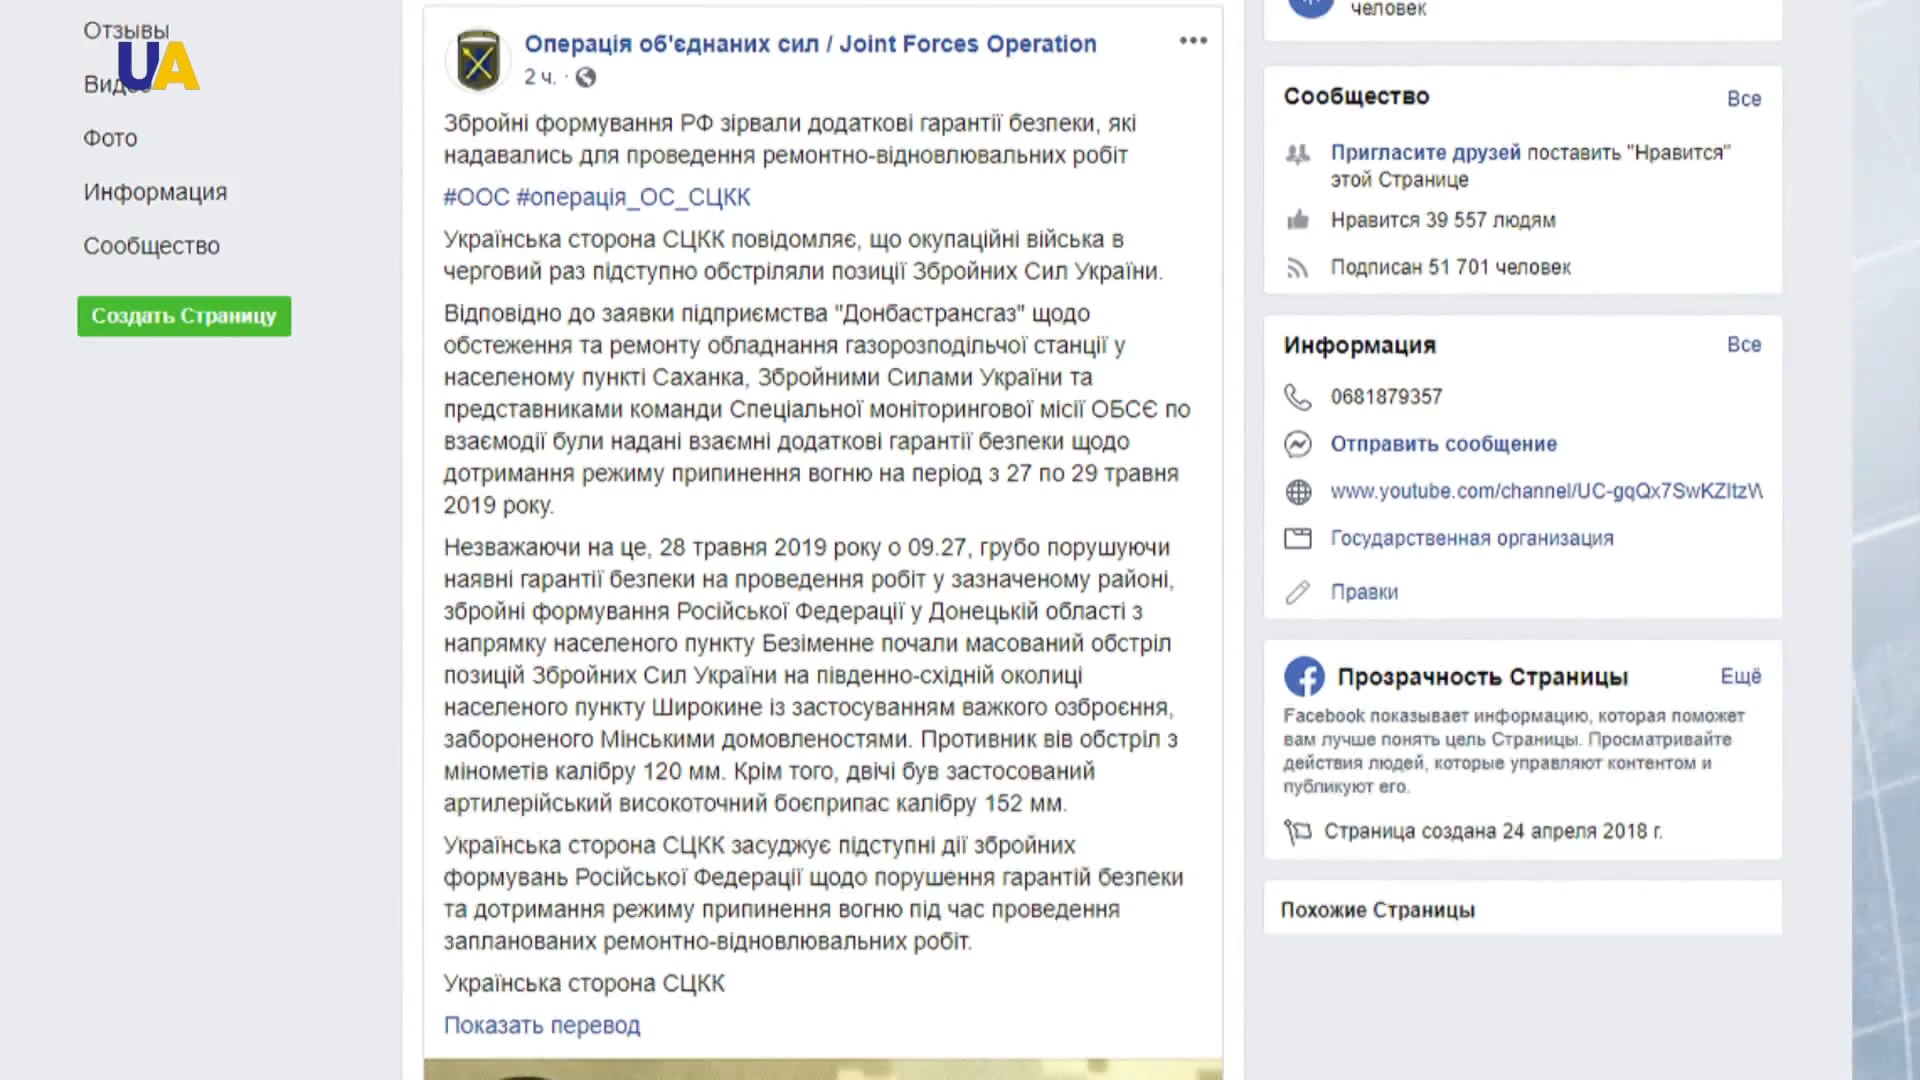 Отзывы
UA
Фото
Информация
Сообщество
Создать Страницу
Операція об'єднаних сил / Joint Forces Operation
2 ч. ·
Збройні формування РФ зірвали додаткові гарантії безпеки, які
надавались для проведення ремонтно-відновлювальних робіт
#ООС #операція_ОС_СЦКК
Українська сторона СЦКК повідомляє, що окупаційні війська в
черговий раз підступно обстріляли позиції Збройних Сил України.
Відповідно до заявки підприємства "Донбастрансгаз" щодо
обстеження та ремонту обладнання газорозподільчої станції у
населеному пункті Саханка, Збройними Силами України та
представниками команди Спеціальної моніторингової місії ОБСЄ по
взаємодії були надані взаємні додаткові гарантії безпеки щодо
дотримання режиму припинення вогню на період з 27 по 29 травня
2019 року.
Незважаючи на це, 28 травня 2019 року о 09.27, грубо порушуючи
наявні гарантії безпеки на проведення робіт у зазначеному районі,
збройні формування Російської Федерації у Донецькій області з
напрямку населеного пункту Безіменне почали масований обстріл
позицій Збройних Сил України на південно-східній околиці
населеного пункту Широкине із застосуванням важкого озброєння,
забороненого Мінськими домовленостями. Противник вів обстріл з
мінометів калібру 120 мм. Крім того, двічі був застосований
артилерійський високоточний боєприпас калібру 152 мм.
Українська сторона СЦКК засуджує підступні дії збройних
формувань Російської Федерації щодо порушення гарантій безпеки
та дотримання режиму припинення вогню під час проведення
запланованих ремонтно-відновлювальних робіт.
Українська сторона СЦКК
Показать перевод
человек
Сообщество
Все
Пригласите друзей поставить "Нравится"
этой Странице
Нравится 39 557 людям
Подписан 51 701 человек
Информация
Все
0681879357
Отправить сообщение
www.youtube.com/channel/UC-gqQx7SwKZItzV
Государственная организация
Правки
Прозрачность Страницы
Ещё
Facebook показывает информацию, которая поможет
вам лучше понять цель Страницы. Просматривайте
действия людей, которые управляют контентом и
публикуют его.
Страница создана 24 апреля 2018 г.
Похожие Страницы